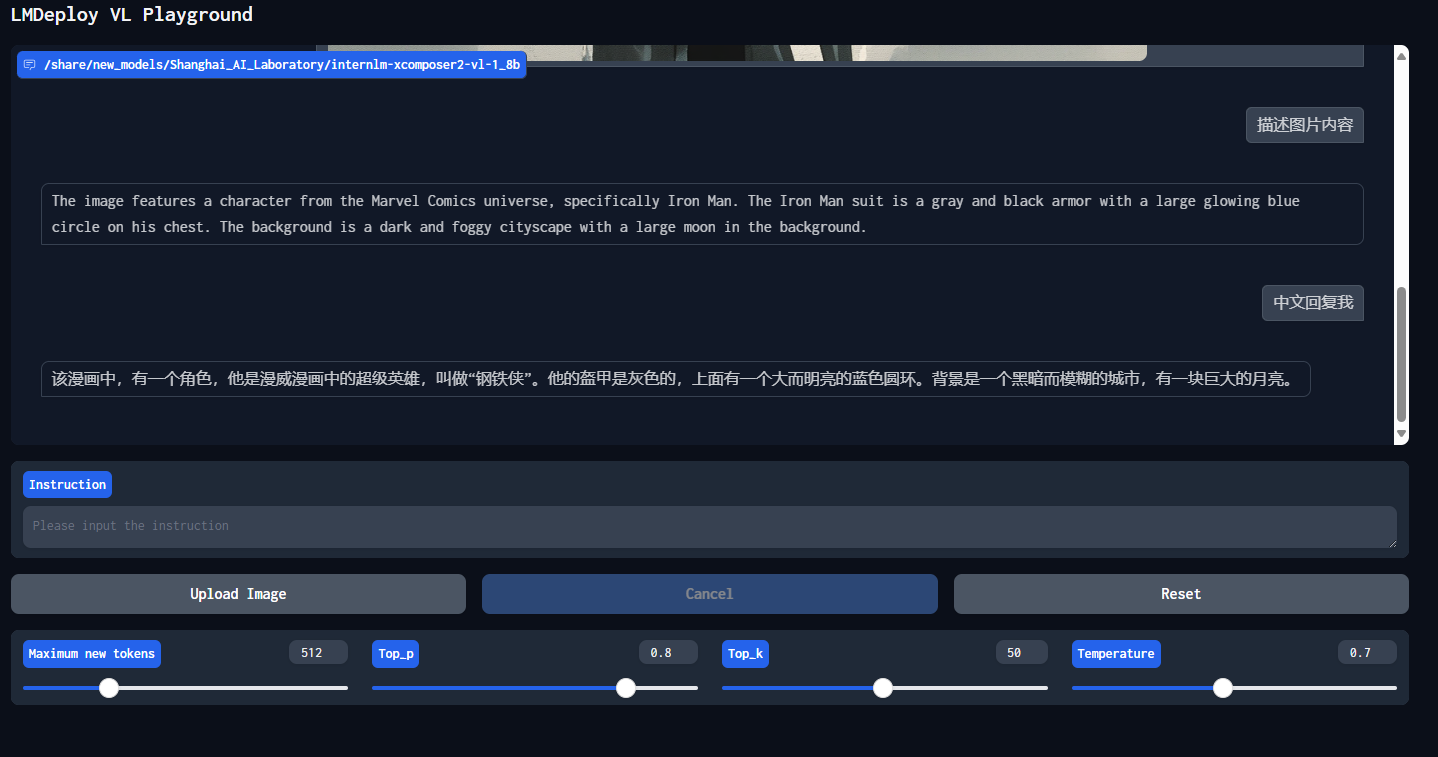 LMDeploy VL Playground
/share/new_models/Shanghai_AI_Laboratory/internlm-xcomposer2-vl-1_8b
描述图片内容
The image features a character from the Marvel Comics universe, specifically Iron Man. The Iron Man suit is a gray and black armor with a large glowing blue
circle on his chest. The background is a dark and foggy cityscape with a large moon in the background.
中文回复我
该漫画中，有一个角色，他是漫威漫画中的超级英雄，叫做“钢铁侠”。他的盔甲是灰色的，上面有一个大而明亮的蓝色圆环。背景是一个黑暗而模糊的城市，有一块巨大的月亮。
Instruction
Please input the instruction
Upload Image
Cancel
Reset
Maximum new tokens 512
Top_p 0.8
Top_k 50
Temperature 0.7